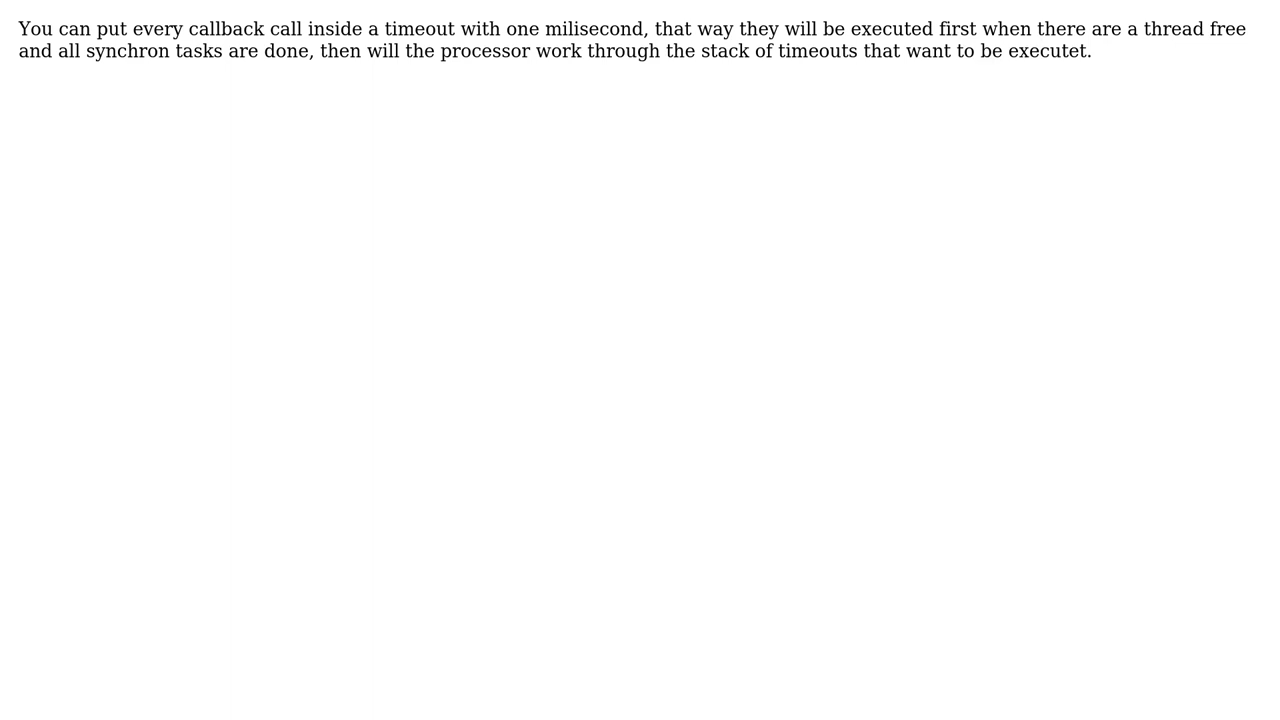 You can put every callback call inside a timeout with one milisecond, that way they will be executed first when there are a thread free
and all synchron tasks are done, then will the processor work through the stack of timeouts that want to be executet.